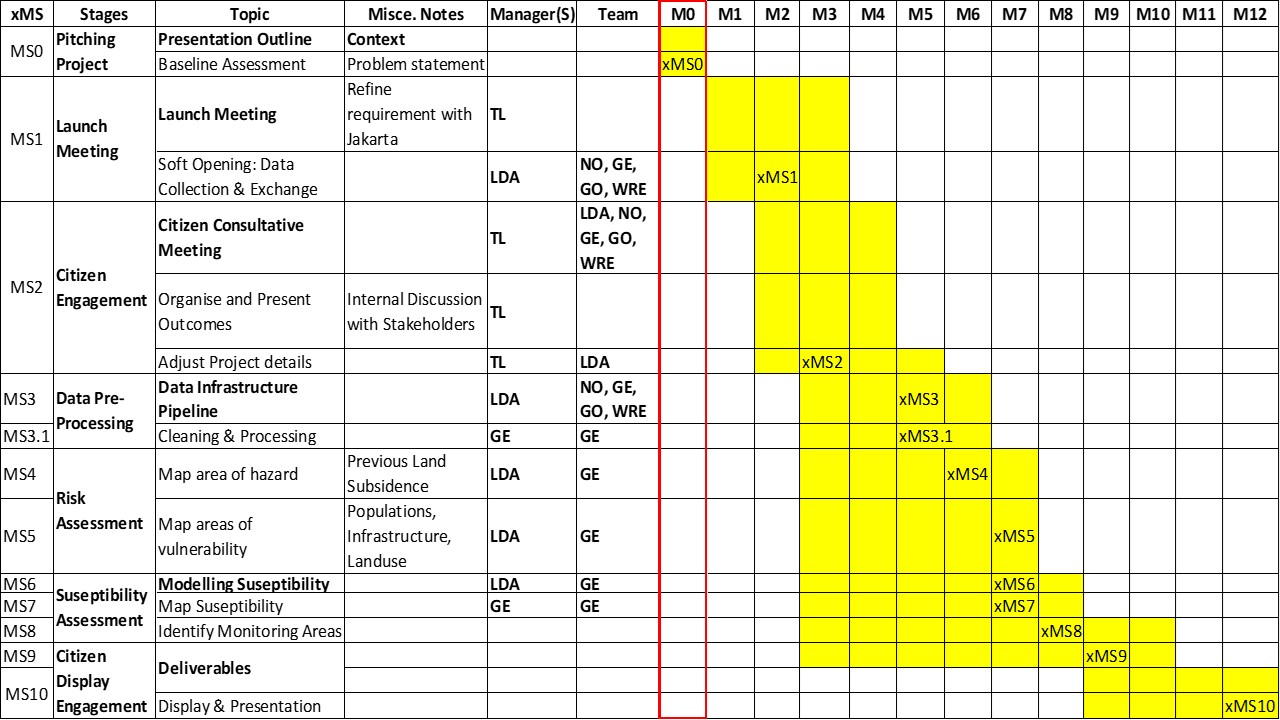 xMS Stages Topic Misce. Notes Manager(S) Team M0 M1 M2 M3 M4 M5 M6 M7 M8 M9 M10 M11 M12
MS0
Pitching
Project
Presentation Outline
Context
Baseline Assessment
Problem statement
xMS0
MS1
Launch
Meeting
Launch Meeting
Refine
requirement with
Jakarta
TL
Soft Opening: Data
Collection & Exchange
LDA
NO, GE,
GO, WRE
xMS1
MS2
Citizen
Engagement
Citizen Consultative
Meeting
TL
LDA, NO,
GE, GO,
WRE
Organise and Present
Outcomes
Internal Discussion
with Stakeholders
TL
Adjust Project details
TL
LDA
xMS2
MS3
Data Pre-
Processing
Data Infrastructure
Pipeline
LDA
NO, GE,
GO, WRE
xMS3
MS3.1
Cleaning & Processing
GE
GE
xMS3.1
MS4
Risk
Assessment
Map area of hazard
Previous Land
Subsidence
LDA
GE
xMS4
MS5
Map areas of
vulnerability
Populations,
Infrastructure,
Landuse
LDA
GE
xMS5
MS6
Suseptibility
Assessment
Modelling Suseptibility
LDA
GE
xMS6
MS7
Map Suseptibility
GE
GE
xMS7
MS8
Identify Monitoring Areas
xMS8
MS9
Citizen
Display
Engagement
Deliverables
xMS9
MS10
Display & Presentation
xMS10